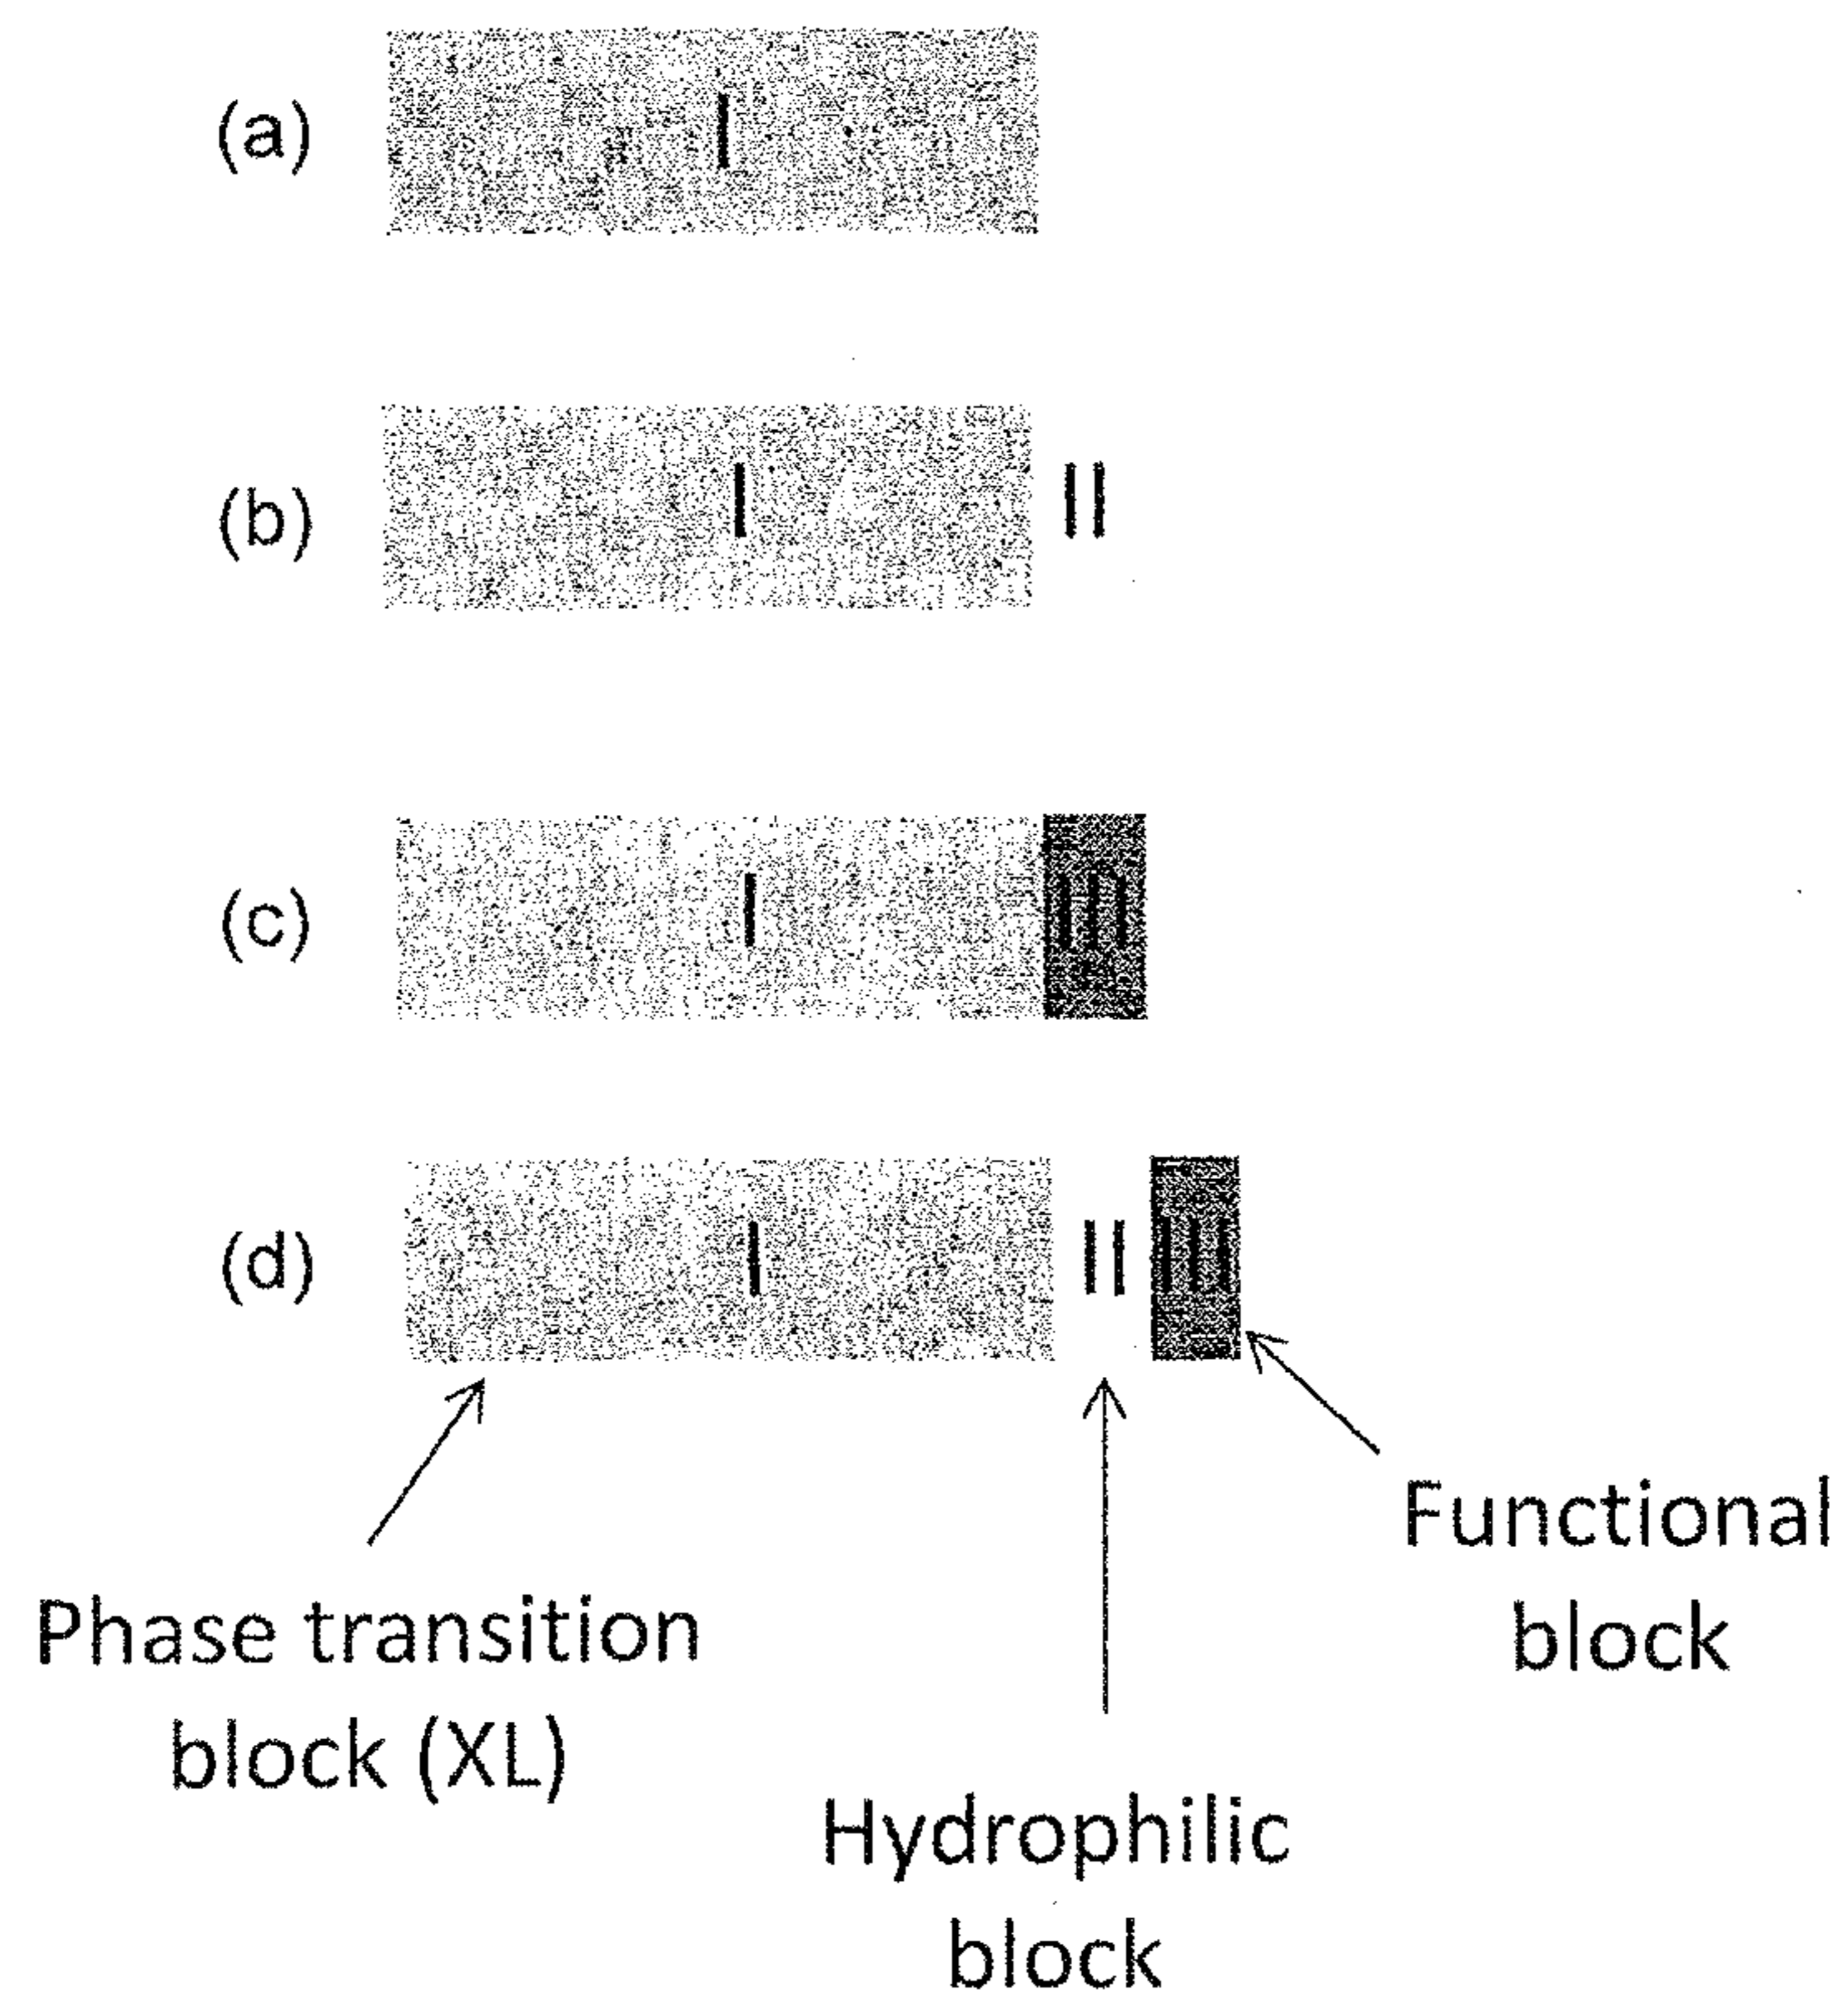 (a) I
(b) I II
(c) I III
(d) I II III
Functional
block
Phase transition
block (XL)
Hydrophilic
block